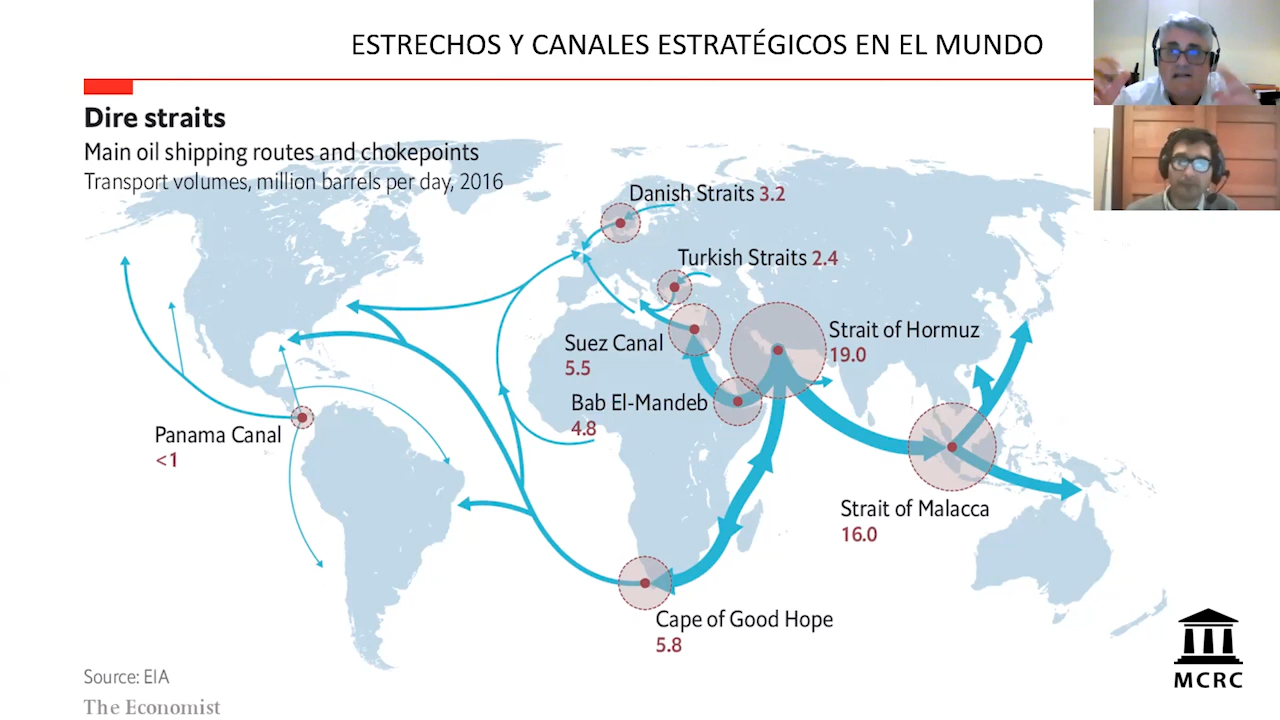 ESTRECHOS Y CANALES ESTRATÉGICOS EN EL MUNDO
Dire straits
Main oil shipping routes and chokepoints
Transport volumes, million barrels per day, 2016
Danish Straits 3.2
Turkish Straits 2.4
Strait of Hormuz
19.0
Suez Canal
5.5
Bab El-Mandeb
4.8
Panama Canal
<1
Strait of Malacca
16.0
Cape of Good Hope
5.8
Source: EIA
The Economist
MCRC